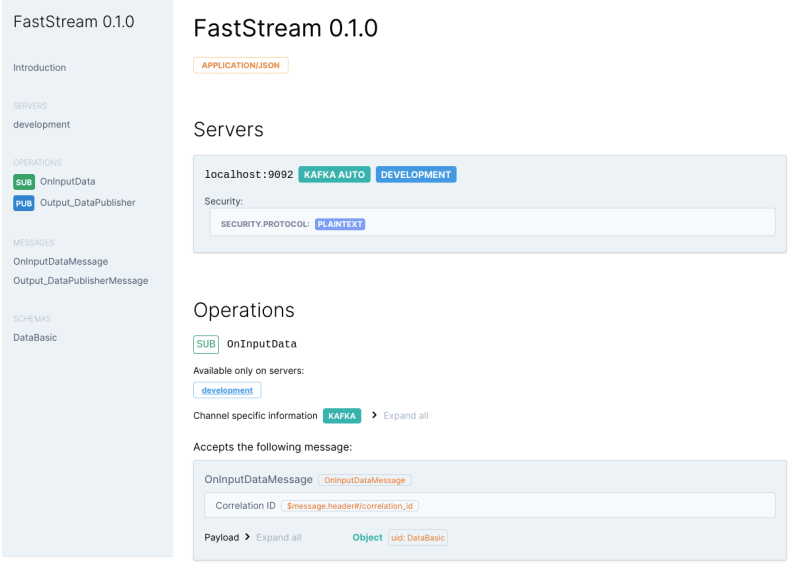 FastStream 0.1.0
Introduction
SERVERS
development
OPERATIONS
SUB OnInputData
PUB Output_DataPublisher
MESSAGES
OnInputDataMessage
Output_DataPublisherMessage
SCHEMAS
DataBasic
FastStream 0.1.0
APPLICATION/JSON
Servers
localhost:9092 KAFKA AUTO DEVELOPMENT
Security:
SECURITY.PROTOCOL: PLAINTEXT
Operations
SUB OnInputData
Available only on servers:
development
Channel specific information KAFKA > Expand all
Accepts the following message:
OnInputDataMessage OnInputDataMessage
Correlation ID $message.header#/correlation_id
Payload > Expand all Object uid: DataBasic